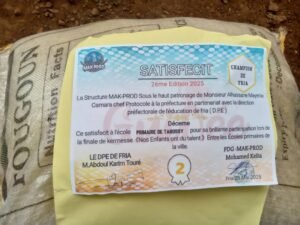 FOUGOUN
Nutrition Facts
MAK PROD
SATISFECIT
2ème Edition 2025
CHAMPION
DE
FRIA
La Structure MAK-PROD Sous le haut patronage de Monsieur Alhassane Mayeni
Camara chef Protocole à la préfecture en partenariat avec la direction
préfectorale de l'éducation de fria ( D.P.E )
Décerne
Ce satisfecit à l'école PRIMAIRE DE TABOSSY pour sa brillante participation lors de
la finale de kermesse. (Nos Enfants ont du talent ) Entre les Ecoles primaires de
la ville.
LE DPE DE FRIA
M.Abdoul Karim Touré
2
PDG -MAK-PROD
Mohamed Keita
2025